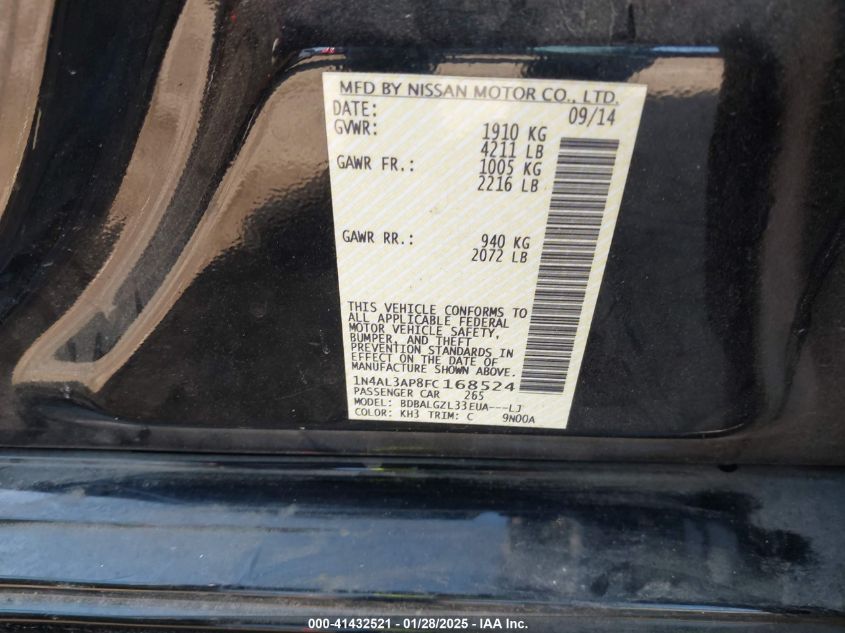 MFD BY NISSAN MOTOR CO., LTD.
DATE: 09/14
GVWR: 1910 KG
4211 LB
GAWR FR.: 1005 KG
2216 LB
GAWR RR.: 940 KG
2072 LB
THIS VEHICLE CONFORMS TO
ALL APPLICABLE FEDERAL
MOTOR VEHICLE SAFETY,
BUMPER, AND THEFT
PREVENTION STANDARDS IN
EFFECT ON THE DATE OF
MANUFACTURE SHOWN ABOVE.
1N4AL3AP8FC168524
PASSENGER CAR 265
MODEL: BDBALGZL33EUA---LJ
COLOR: KH3 TRIM: C 9N00A
000-41432521 - 01/28/2025 - IAA Inc.